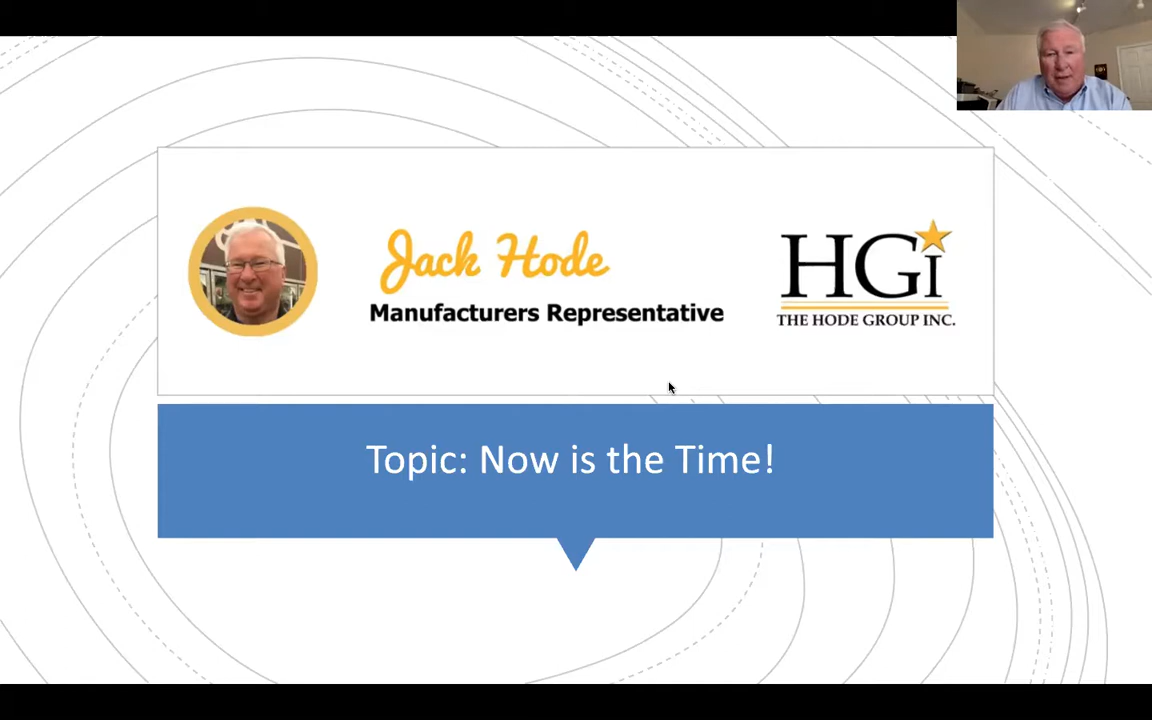 Jack Hode
Manufacturers Representative
HGI
THE HODE GROUP INC.
Topic: Now is the Time!